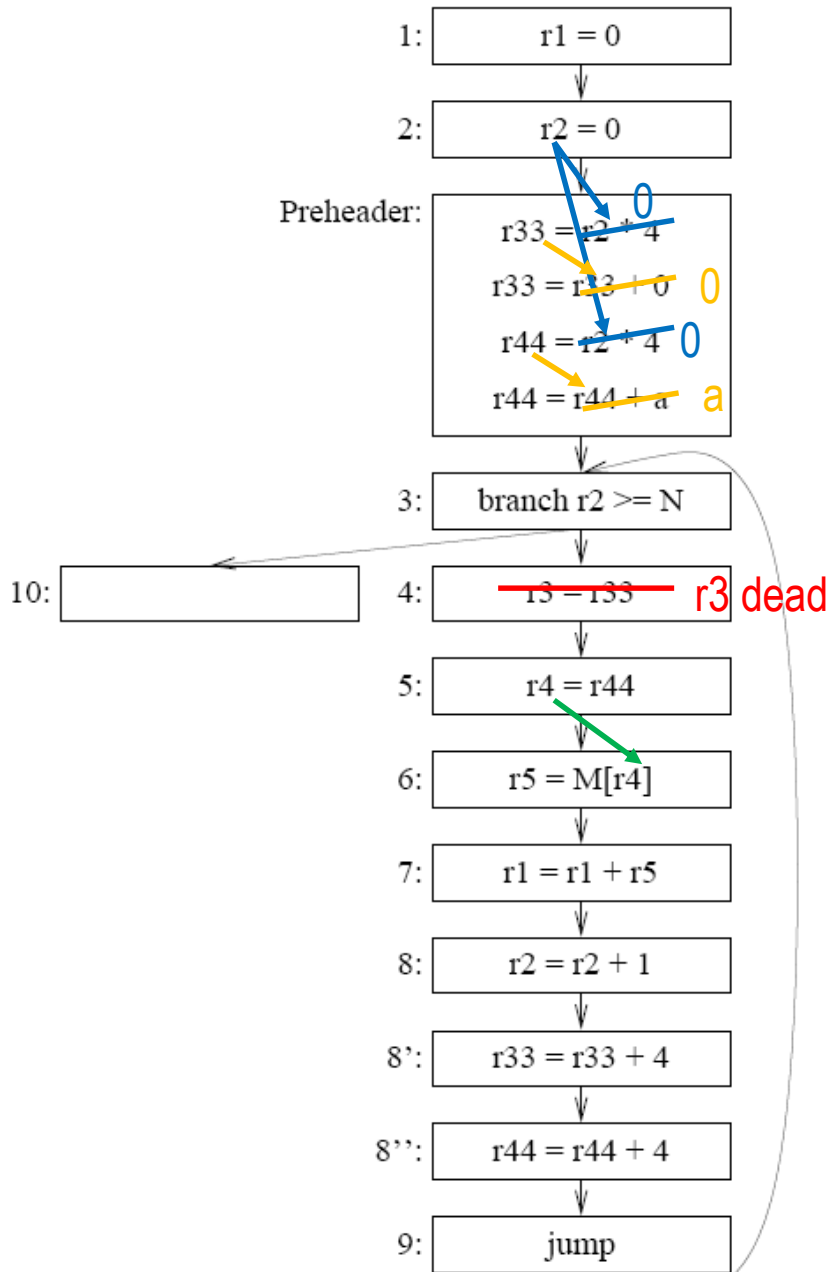 1: r1 = 0
2: r2 = 0
Preheader:
r33 = r2 * 4 0
r33 = r33 + 0 0
r44 = r2 * 4 0
r44 = r44 + a a
3: branch r2 >= N
10:
4: r3 = r33 r3 dead
5: r4 = r44
6: r5 = M[r4]
7: r1 = r1 + r5
8: r2 = r2 + 1
8': r33 = r33 + 4
8'': r44 = r44 + 4
9: jump